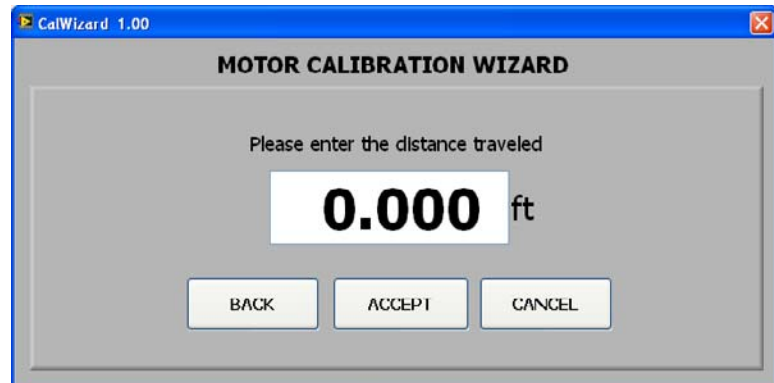 CalWizard 1.00
MOTOR CALIBRATION WIZARD
Please enter the distance traveled
0.000 ft
BACK ACCEPT CANCEL